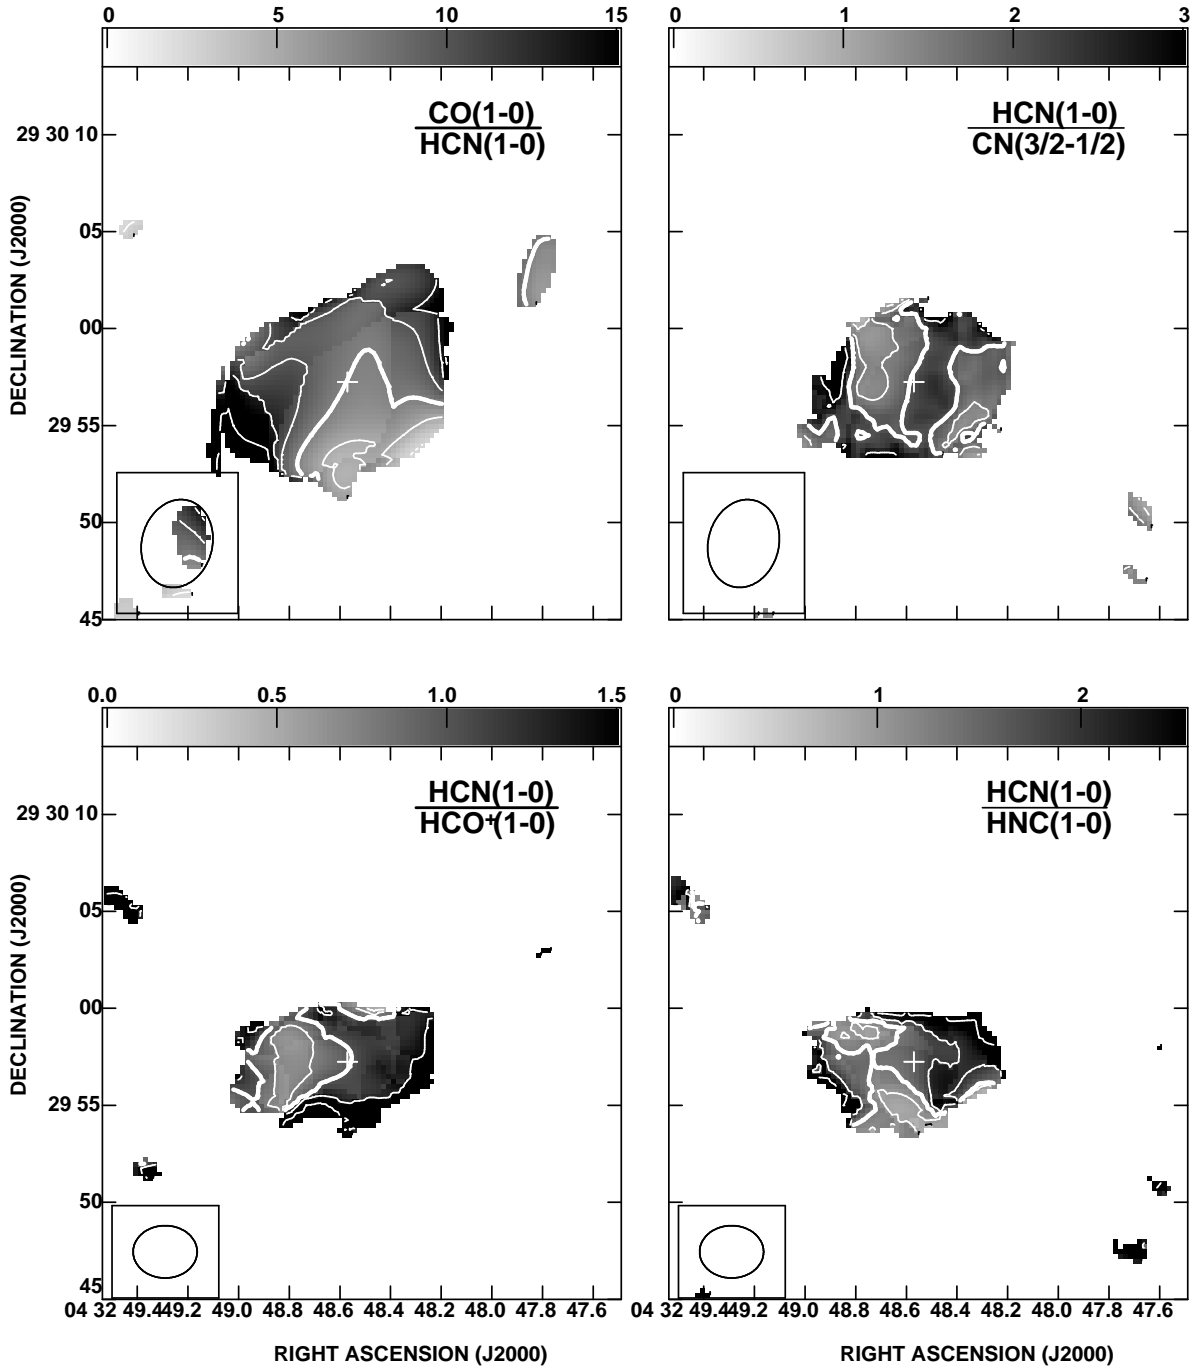 0 5 10 15
0 1 2 3
CO(1-0)
HCN(1-0)
HCN(1-0)
CN(3/2-1/2)
DECLINATION (J2000)
29 30 10
05
00
29 55
50
45
0.0 0.5 1.0 1.5
0 1 2
HCN(1-0)
HCO+(1-0)
HCN(1-0)
HNC(1-0)
DECLINATION (J2000)
29 30 10
05
00
29 55
50
45
04 32 49.4 49.2 49.0 48.8 48.6 48.4 48.2 48.0 47.8 47.6
04 32 49.4 49.2 49.0 48.8 48.6 48.4 48.2 48.0 47.8 47.6
RIGHT ASCENSION (J2000)
RIGHT ASCENSION (J2000)